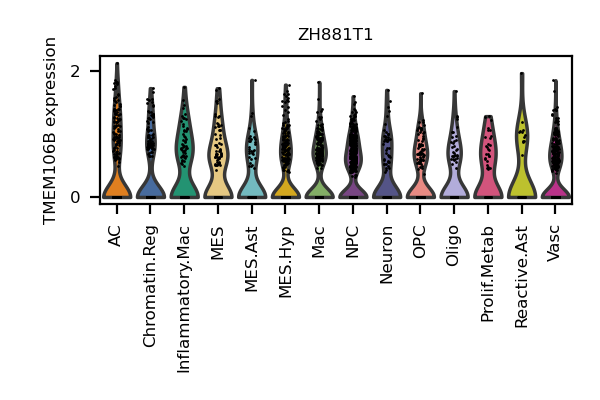 ZH881T1
TMEM106B expression
2
0
AC
Chromatin.Reg
Inflammatory.Mac
MES
MES.Ast
MES.Hyp
Mac
NPC
Neuron
OPC
Oligo
Prolif.Metab
Reactive.Ast
Vasc